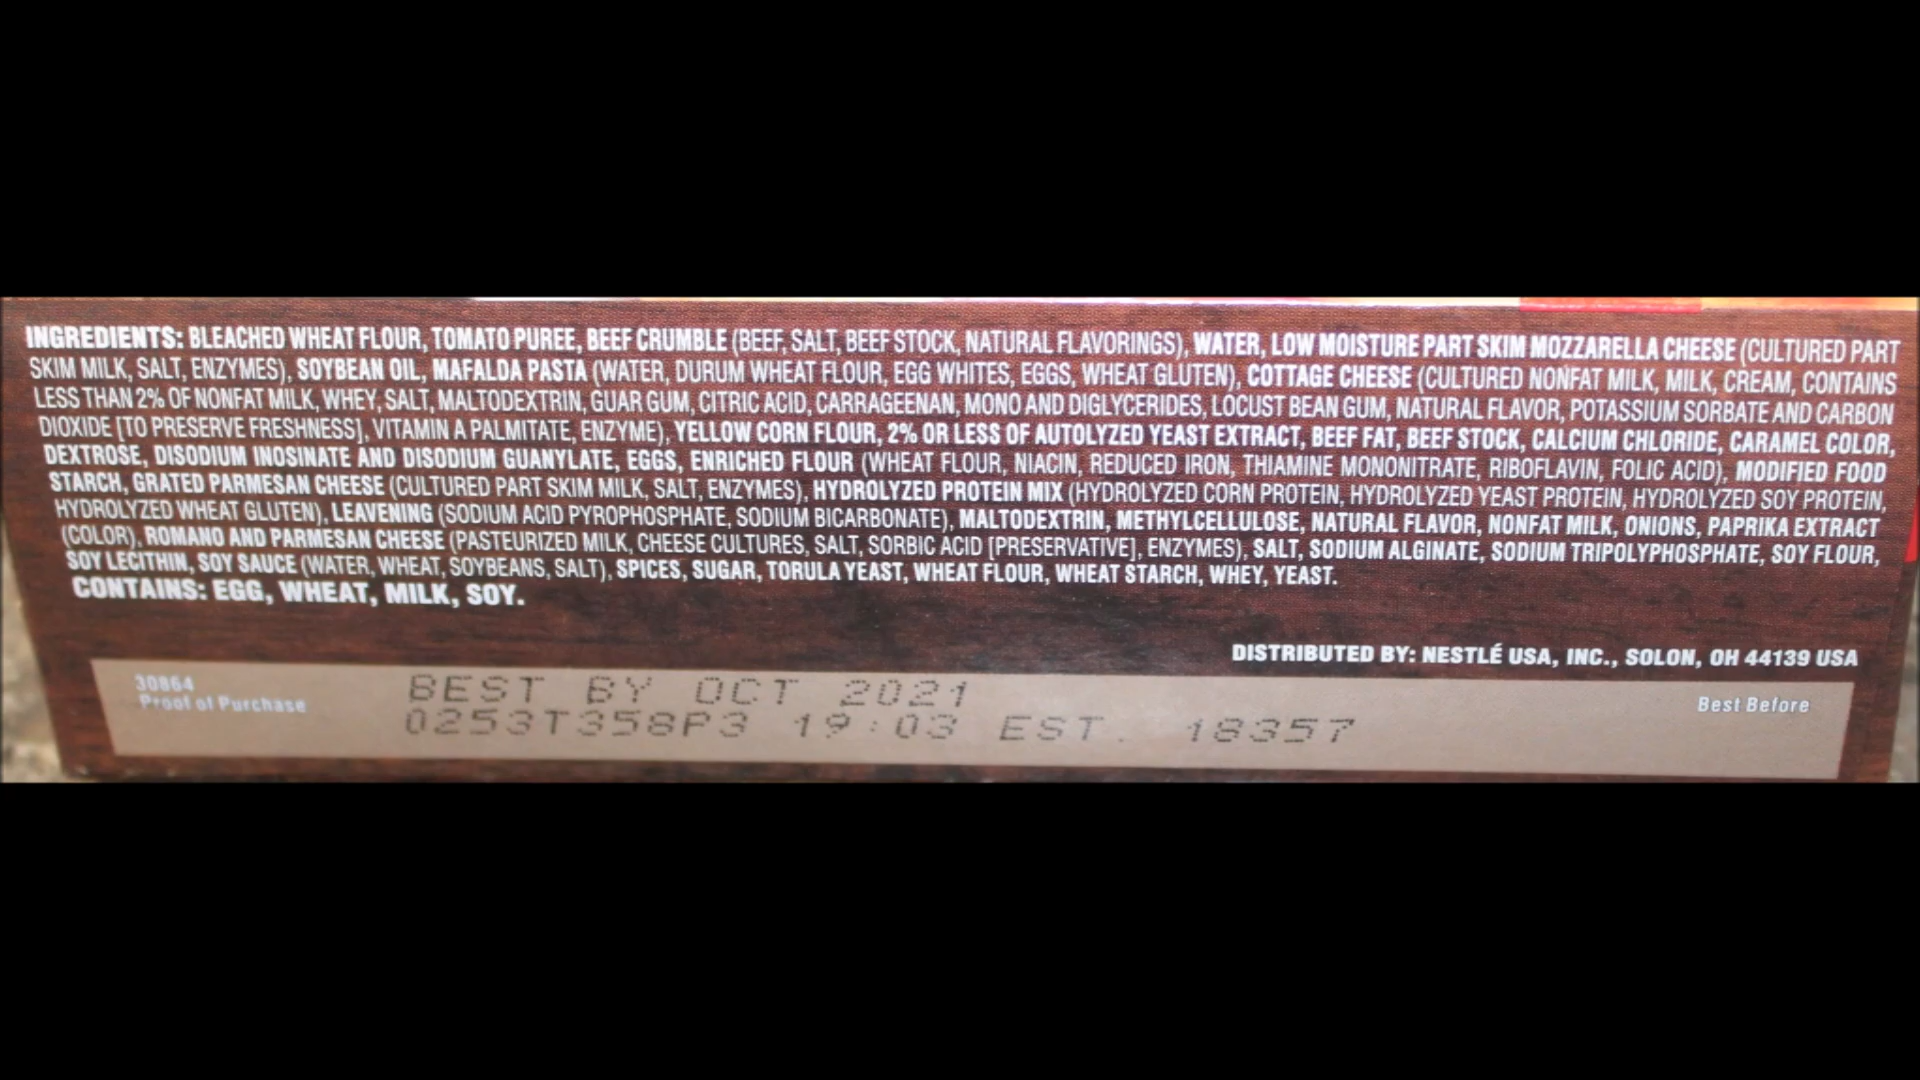 INGREDIENTS: BLEACHED WHEAT FLOUR, TOMATO PUREE, BEEF CRUMBLE (BEEF, SALT, BEEF STOCK, NATURAL FLAVORINGS), WATER, LOW MOISTURE PART SKIM MOZZARELLA CHEESE (CULTURED PART
SKIM MILK, SALT, ENZYMES), SOYBEAN OIL, MAFALDA PASTA (WATER, DURUM WHEAT FLOUR, EGG WHITES, EGGS, WHEAT GLUTEN), COTTAGE CHEESE (CULTURED NONFAT MILK, MILK, CREAM, CONTAINS
LESS THAN 2% OF NONFAT MILK, WHEY, SALT, MALTODEXTRIN, GUAR GUM, CITRIC ACID, CARRAGEENAN, MONO AND DIGLYCERIDES, LOCUST BEAN GUM, NATURAL FLAVOR, POTASSIUM SORBATE AND CARBON
DIOXIDE [TO PRESERVE FRESHNESS], VITAMIN A PALMITATE, ENZYME), YELLOW CORN FLOUR, 2% OR LESS OF AUTOLYZED YEAST EXTRACT, BEEF FAT, BEEF STOCK, CALCIUM CHLORIDE, CARAMEL COLOR,
DEXTROSE, DISODIUM INOSINATE AND DISODIUM GUANYLATE, EGGS, ENRICHED FLOUR (WHEAT FLOUR, NIACIN, REDUCED IRON, THIAMINE MONONITRATE, RIBOFLAVIN, FOLIC ACID), MODIFIED FOOD
STARCH, GRATED PARMESAN CHEESE (CULTURED PART SKIM MILK, SALT, ENZYMES), HYDROLYZED PROTEIN MIX (HYDROLYZED CORN PROTEIN, HYDROLYZED YEAST PROTEIN, HYDROLYZED SOY PROTEIN,
HYDROLYZED WHEAT GLUTEN), LEAVENING (SODIUM ACID PYROPHOSPHATE, SODIUM BICARBONATE), MALTODEXTRIN, METHYLCELLULOSE, NATURAL FLAVOR, NONFAT MILK, ONIONS, PAPRIKA EXTRACT
(COLOR), ROMANO AND PARMESAN CHEESE (PASTEURIZED MILK, CHEESE CULTURES, SALT, SORBIC ACID [PRESERVATIVE], ENZYMES), SALT, SODIUM ALGINATE, SODIUM TRIPOLYPHOSPHATE, SOY FLOUR,
SOY LECITHIN, SOY SAUCE (WATER, WHEAT, SOYBEANS, SALT), SPICES, SUGAR, TORULA YEAST, WHEAT FLOUR, WHEAT STARCH, WHEY, YEAST.
CONTAINS: EGG, WHEAT, MILK, SOY.
DISTRIBUTED BY: NESTLÉ USA, INC., SOLON, OH 44139 USA
30864
Proof of Purchase
BEST BY OCT 2021
0253T358P3 19:03 EST. 18357
Best Before